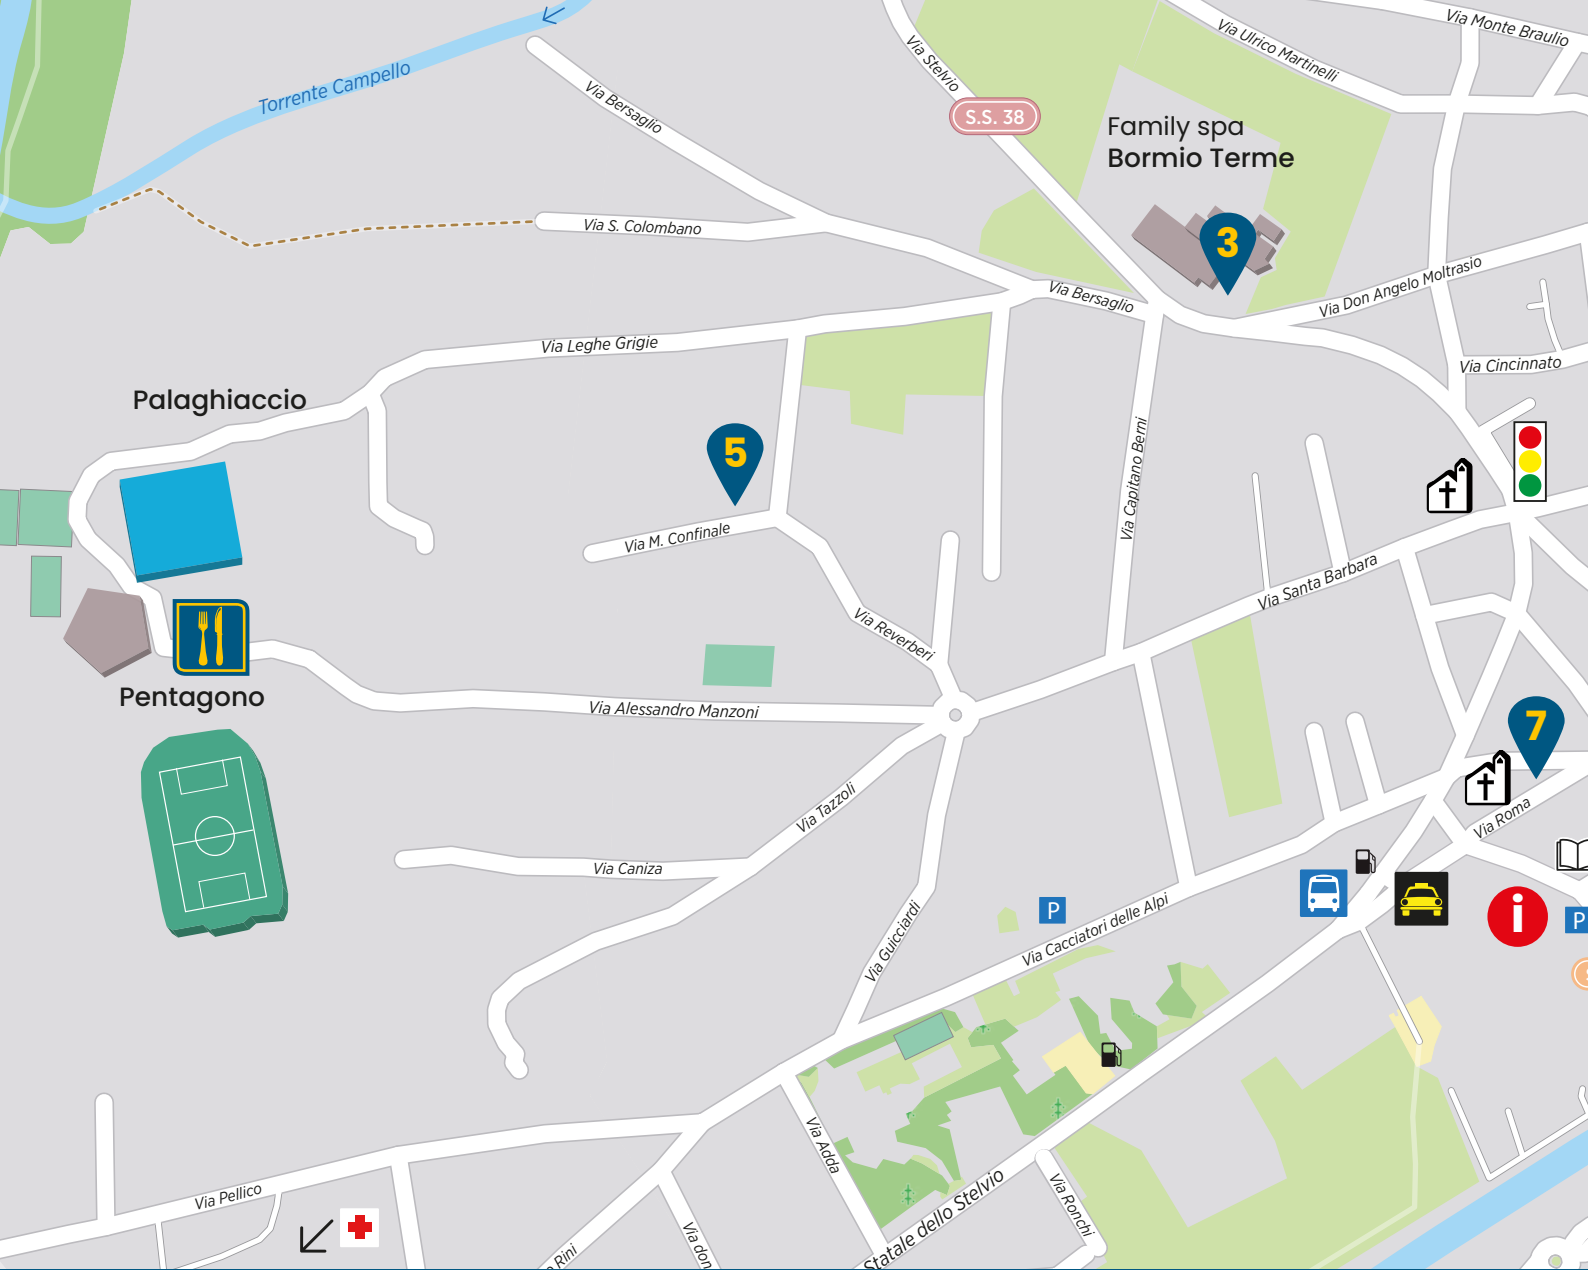 Via Monte Braulio
Via Ulrico Martinelli
Via Stelvio
Torrente Campello
Via Bersaglio
S.S. 38
Family spa
Bormio Terme
Via S. Colombano
3
Via Don Angelo Moltrasio
Via Bersaglio
Via Leghe Grigie
Via Cincinnato
Palaghiaccio
5
Via Capitano Berni
Via M. Confinale
Via Santa Barbara
Via Reverberi
Pentagono
Via Alessandro Manzoni
7
Via Tazzoli
Via Roma
Via Caniza
P
i
P
Via Cacciatori delle Alpi
Via Guicciardi
Via Adda
Via Pellico
Statale dello Stelvio
Via Ronchi
Via don
Rini